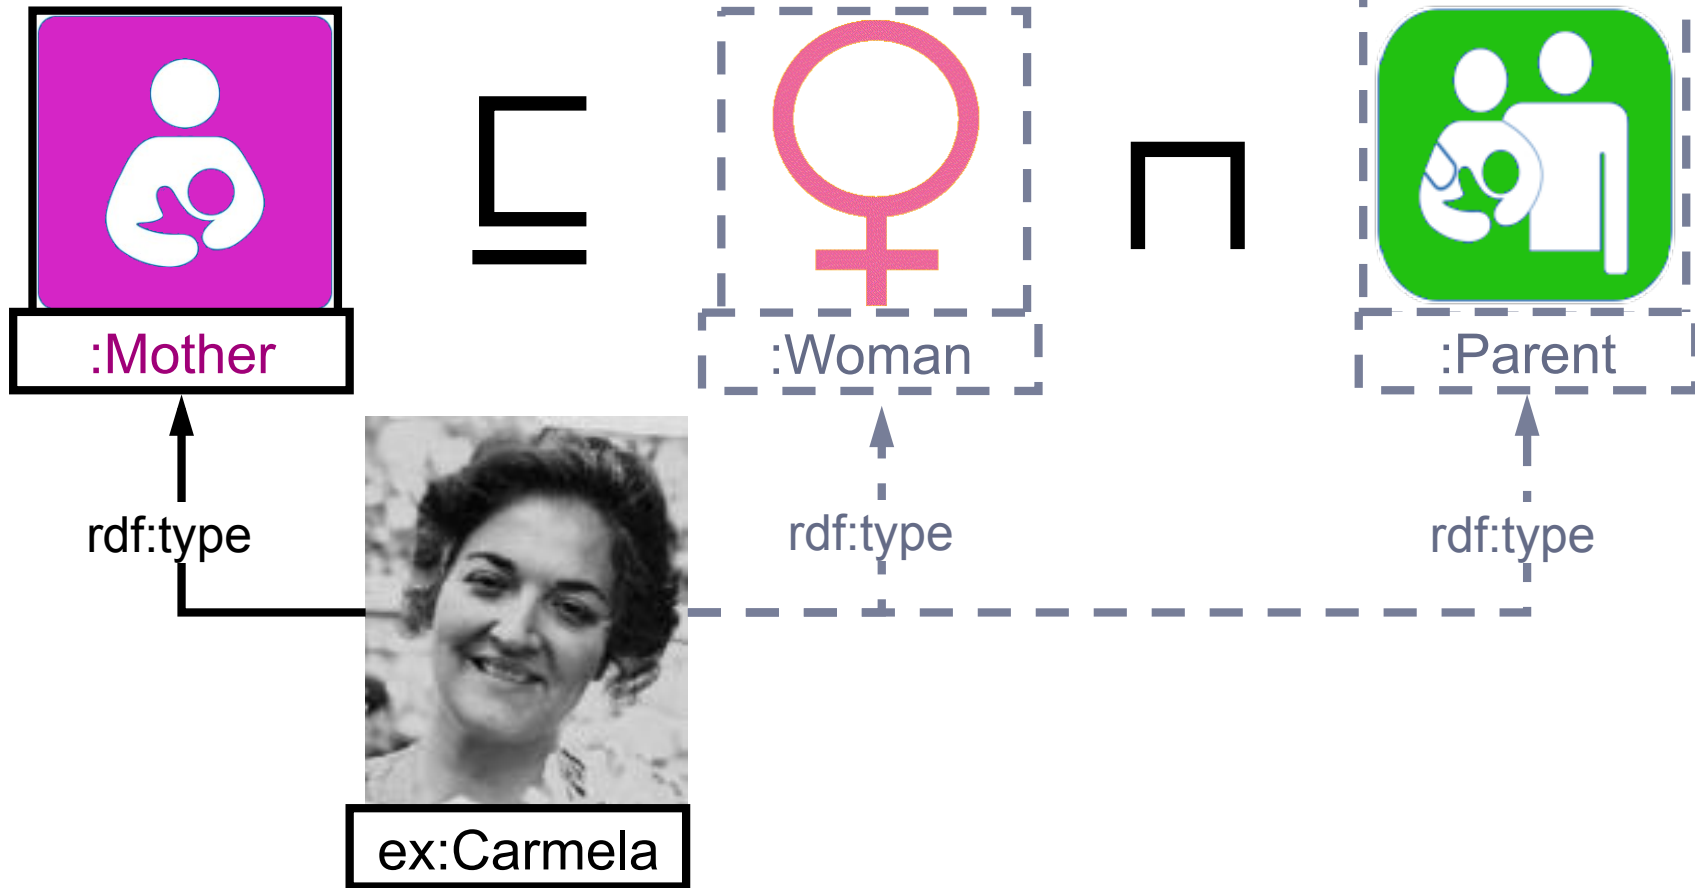 ⊑
⊓
:Mother
:Woman
:Parent
rdf:type
rdf:type
rdf:type
ex:Carmela